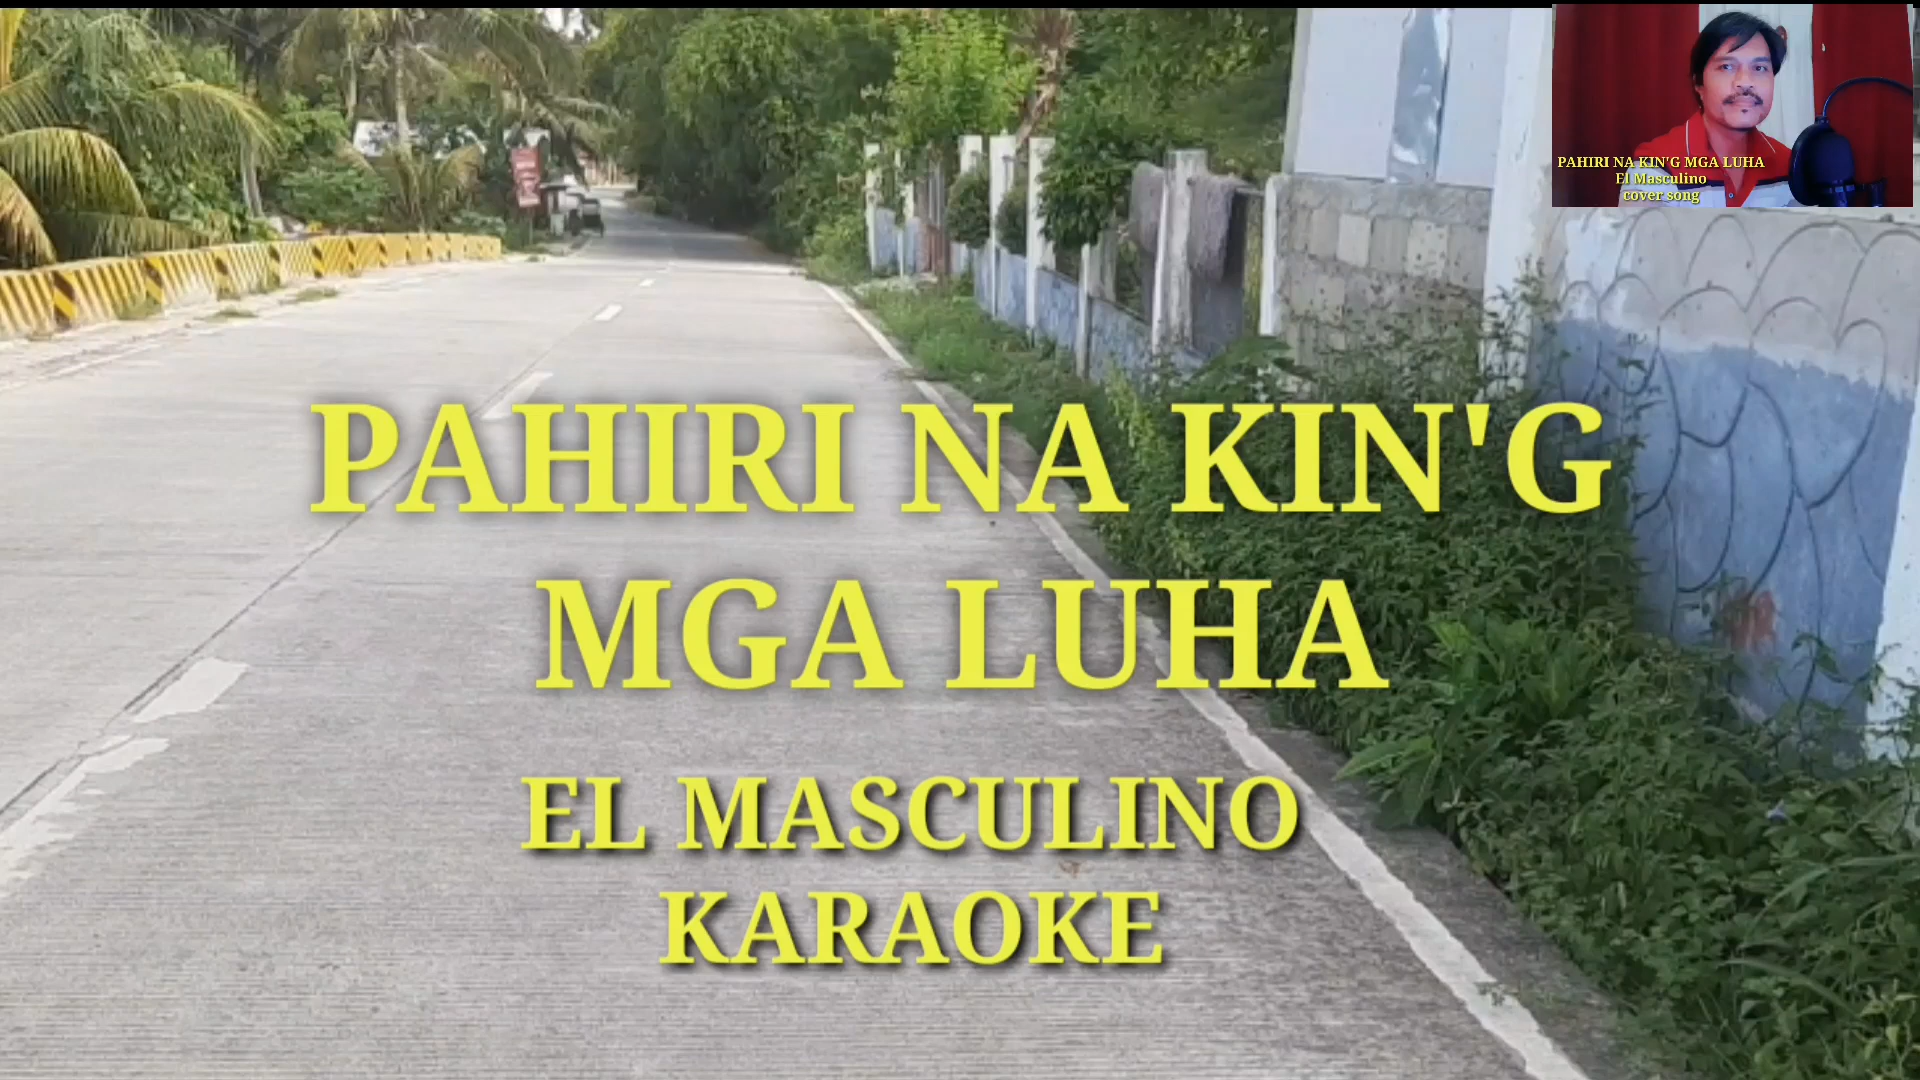 PAHIRI NA KIN'G MGA LUHA
El Masculino
cover song
PAHIRI NA KIN'G
MGA LUHA
EL MASCULINO
KARAOKE